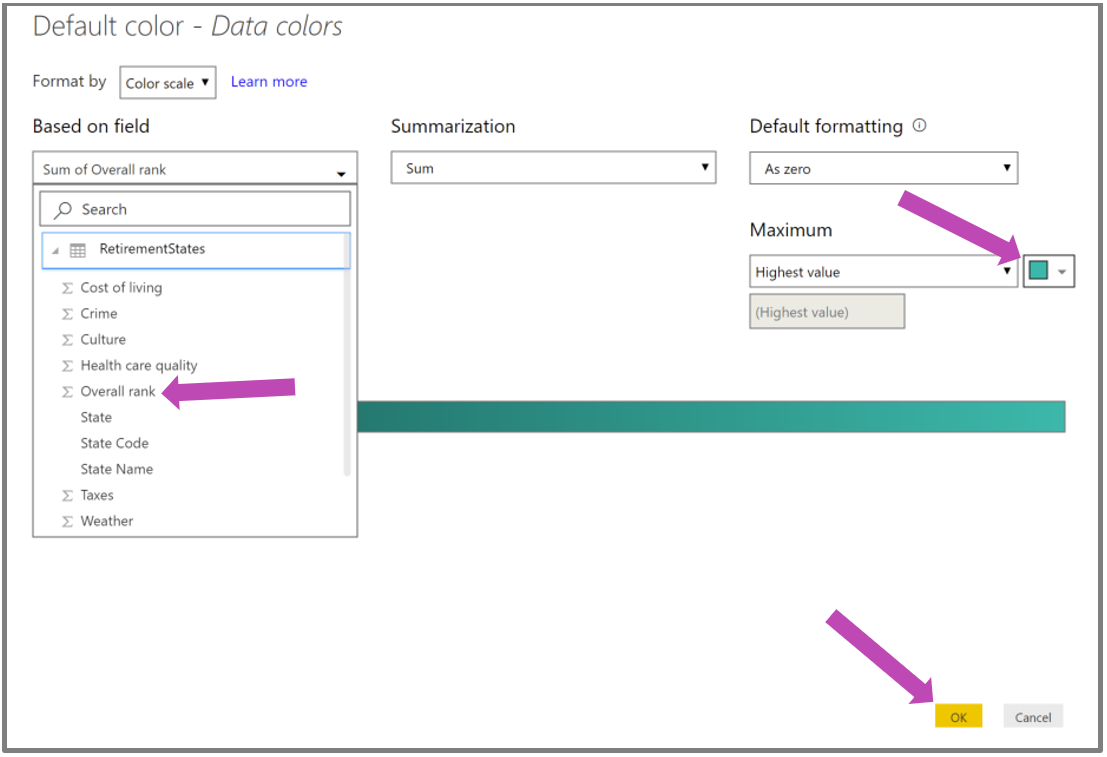 Default color - Data colors
Format by Color scale Learn more
Based on field
Summarization
Default formatting
Sum of Overall rank
Sum
As zero
Search
RetirementStates
Cost of living
Crime
Culture
Health care quality
Overall rank
State
State Code
State Name
Taxes
Weather
Maximum
Highest value
(Highest value)
OK
Cancel